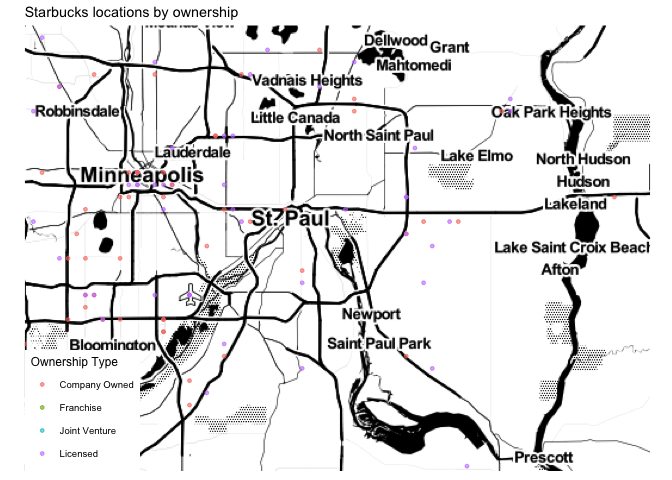 Starbucks locations by ownership
Dellwood
Grant
Mahtomedi
Vadnais Heights
Robbinsdale
Little Canada
Oak Park Heights
North Saint Paul
Lauderdale
Lake Elmo
North Hudson
Minneapolis
Hudson
Lakeland
St. Paul
Lake Saint Croix Beach
Afton
Newport
Bloomington
Saint Paul Park
Ownership Type
Company Owned
Franchise
Joint Venture
Licensed
Prescott